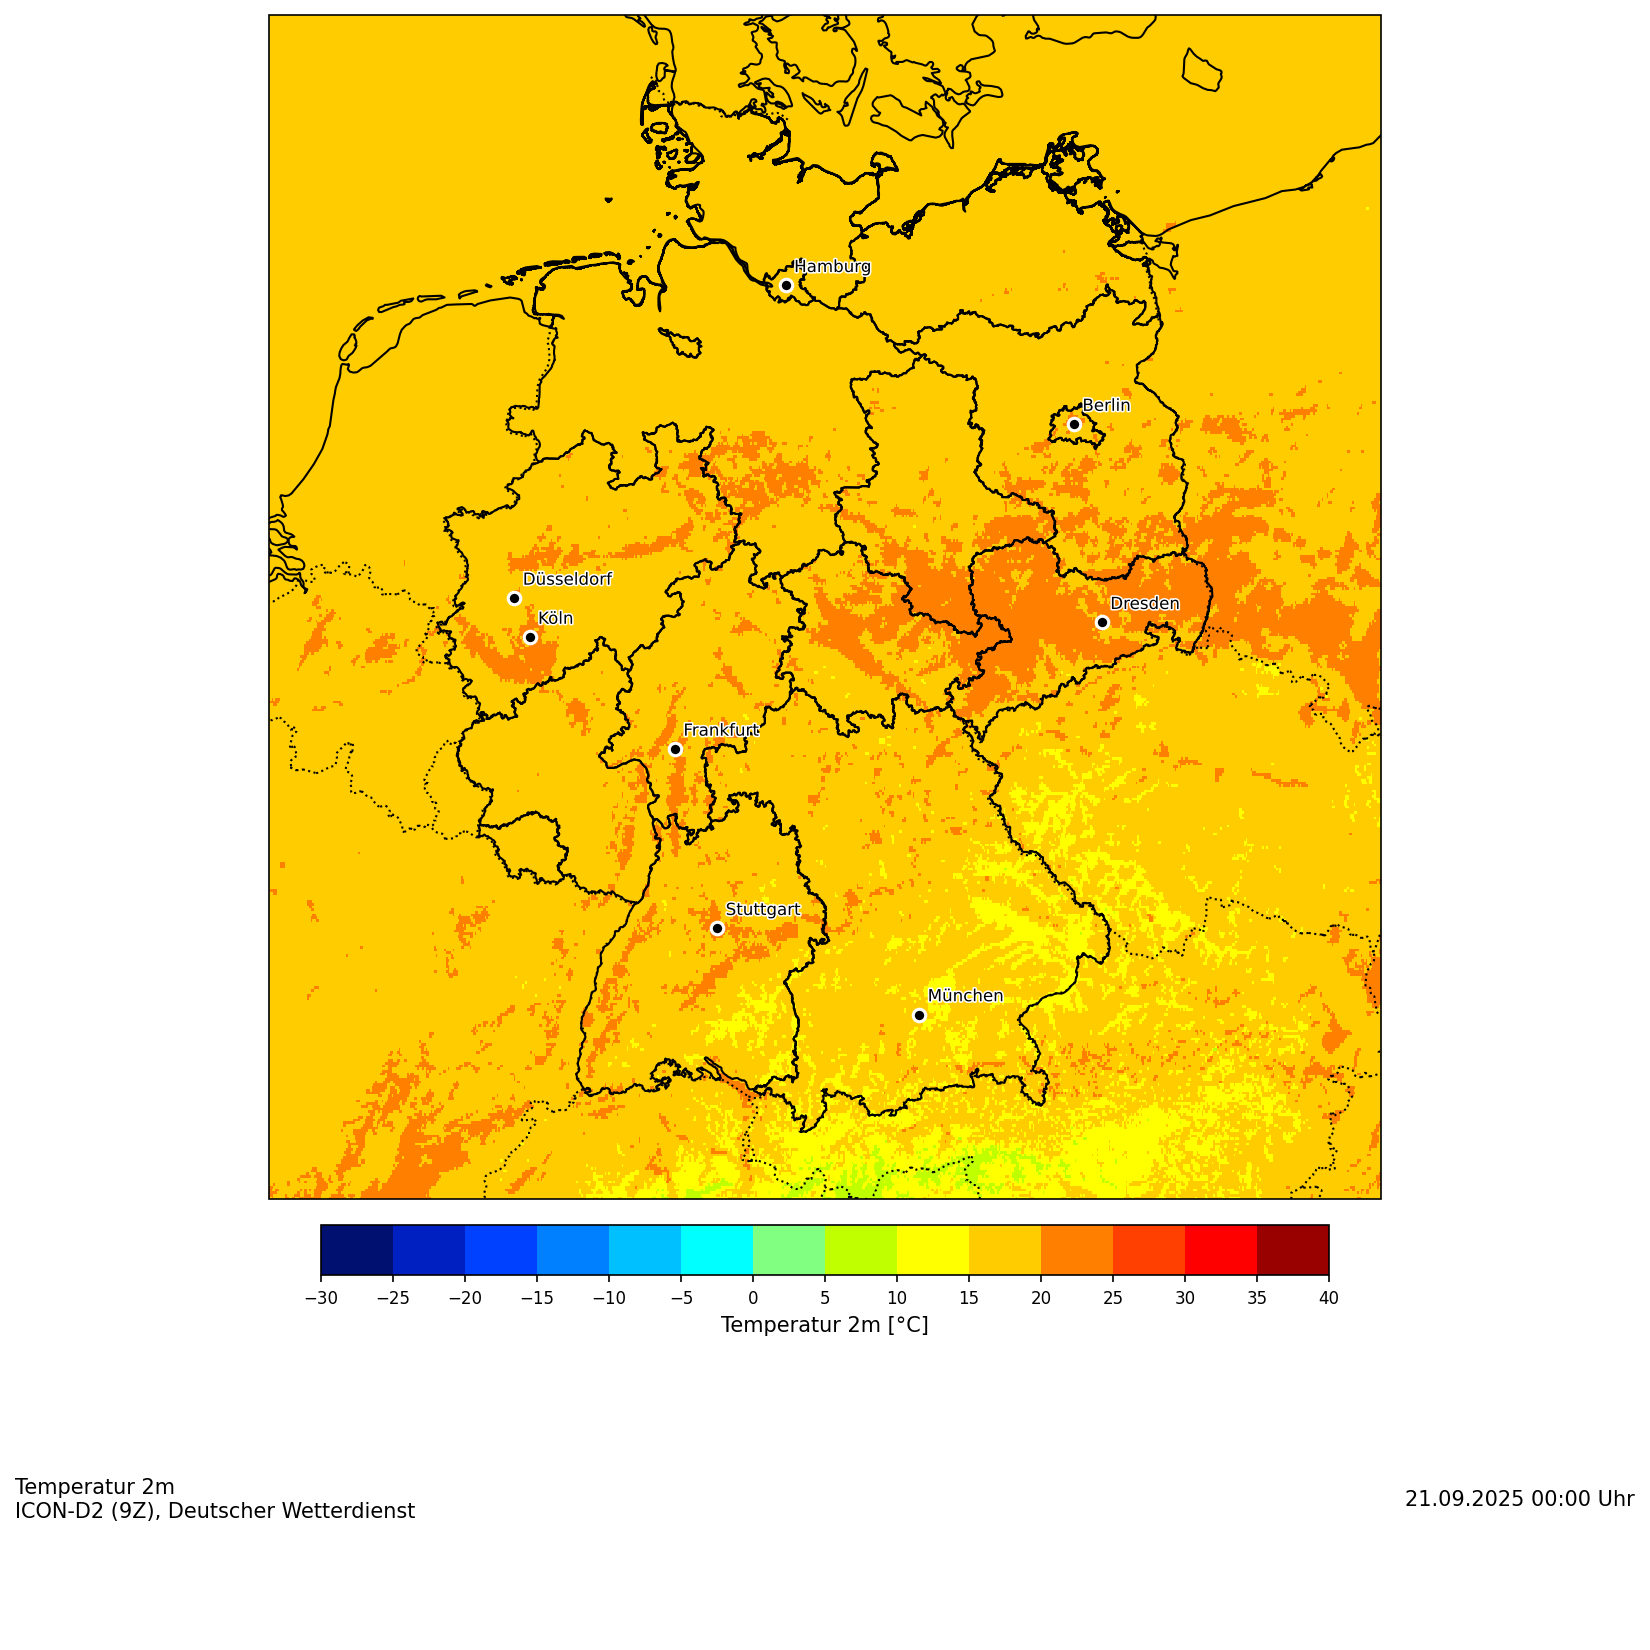 Hamburg
Berlin
Düsseldorf
Köln
Dresden
Frankfurt
Stuttgart
München
−30 −25 −20 −15 −10 −5 0 5 10 15 20 25 30 35 40
Temperatur 2m [°C]
Temperatur 2m
ICON-D2 (9Z), Deutscher Wetterdienst
21.09.2025 00:00 Uhr